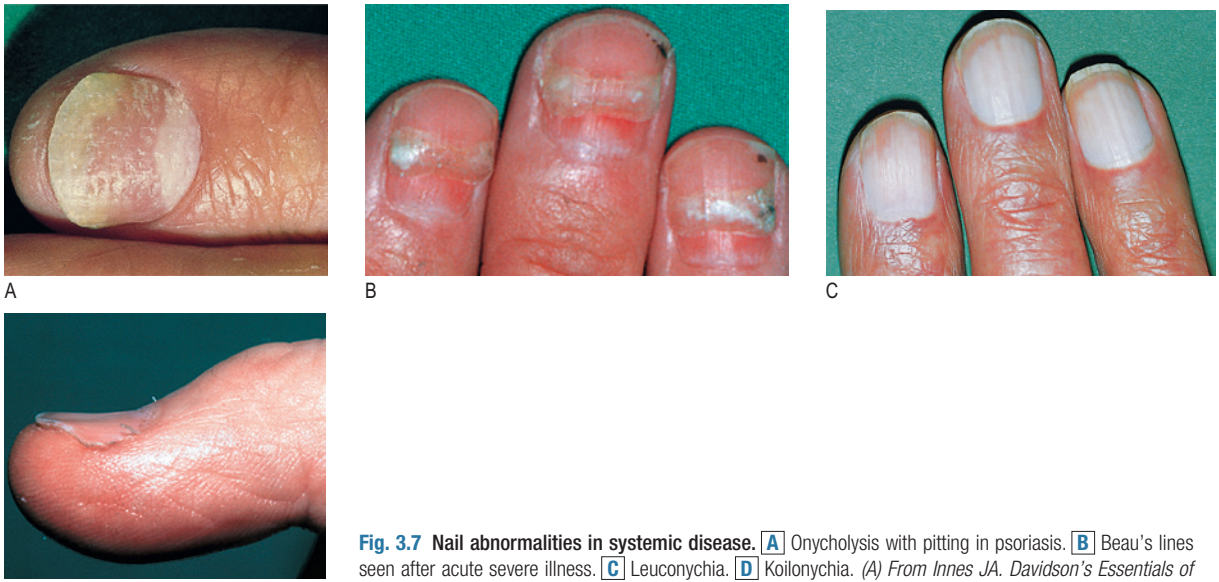 A
B
C
Fig. 3.7 Nail abnormalities in systemic disease. A Onycholysis with pitting in psoriasis. B Beau's lines
seen after acute severe illness. C Leuconychia. D Koilonychia. (A) From Innes JA. Davidson's Essentials of